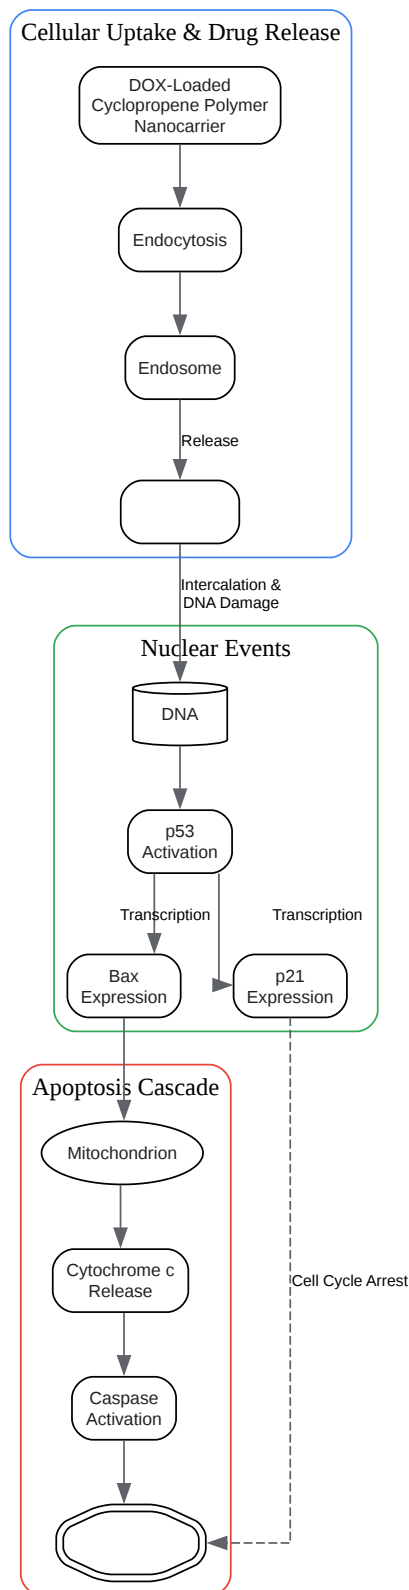 Cellular Uptake & Drug Release
DOX-Loaded
Cyclopropene Polymer
Nanocarrier
Endocytosis
Endosome
Release
Intercalation &
DNA Damage
Nuclear Events
DNA
p53
Activation
Transcription
Transcription
Bax
Expression
p21
Expression
Apoptosis Cascade
Mitochondrion
Cytochrome c
Release
Cell Cycle Arrest
Caspase
Activation